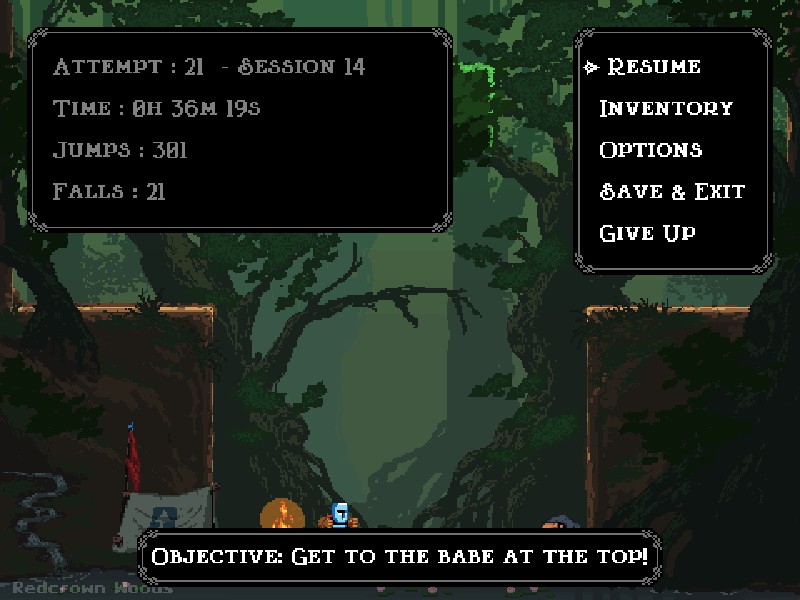 Attempt : 21 - Session 14
Time : 0h 36m 19s
Jumps : 301
Falls : 21
Resume
Inventory
Options
Save & Exit
Give Up
Objective: Get to the babe at the top!
Redcrown Woods